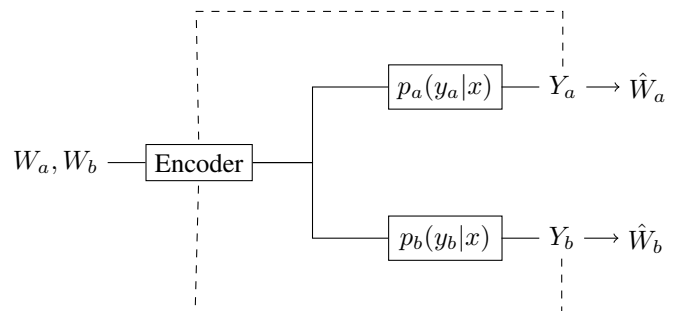 p_a(y_a|x) Y_a Ŵ_a
W_a, W_b Encoder
p_b(y_b|x) Y_b Ŵ_b